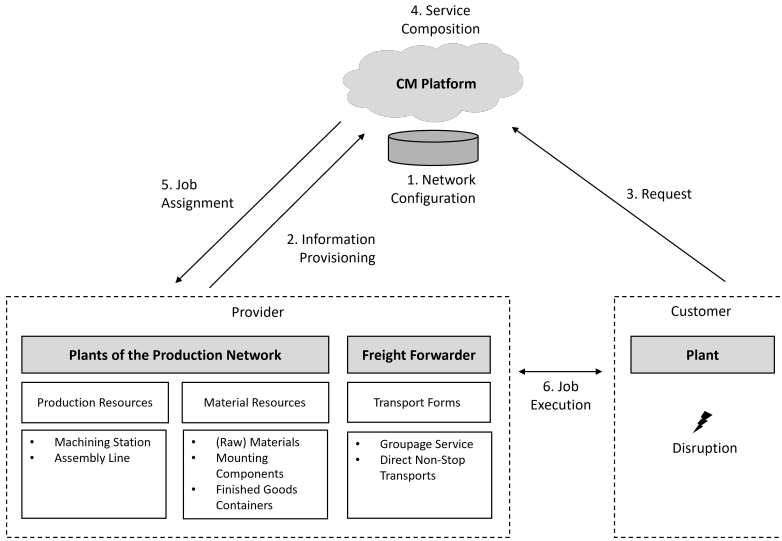 4. Service
Composition
CM Platform
1. Network
Configuration
5. Job
Assignment
2. Information
Provisioning
3. Request
Provider
Plants of the Production Network
Freight Forwarder
Production Resources
Material Resources
Transport Forms
• Machining Station
• Assembly Line
• (Raw) Materials
• Mounting
Components
• Finished Goods
Containers
• Groupage Service
• Direct Non-Stop
Transports
6. Job
Execution
Customer
Plant
Disruption